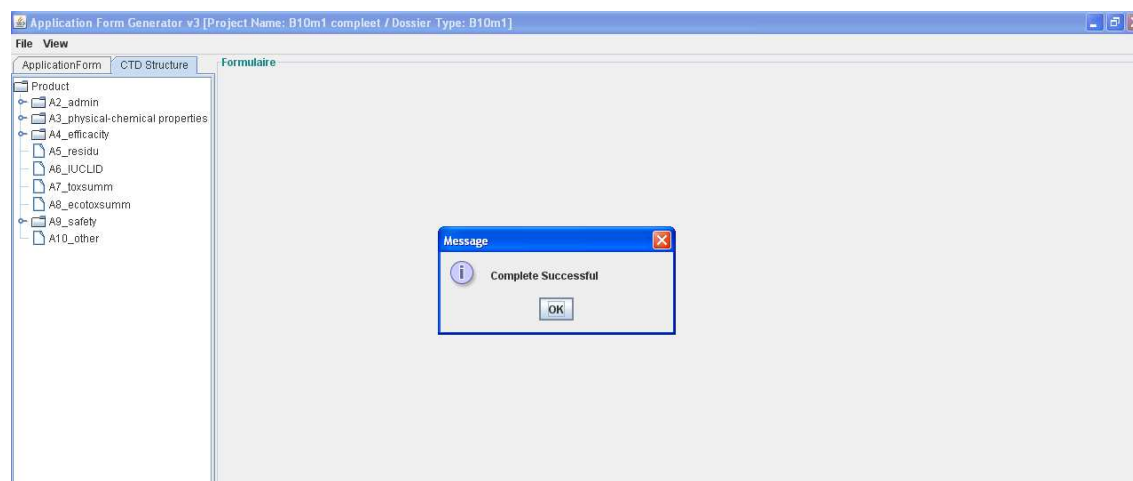 Application Form Generator v3 [Project Name: B10m1 compleet / Dossier Type: B10m1]
File View
ApplicationForm CTD Structure Formulaire
Product
A2_admin
A3_physical-chemical properties
A4_efficacity
A5_residu
A6_IUCLID
A7_toxsumm
A8_ecotoxsumm
A9_safety
A10_other
Message
Complete Successful
OK